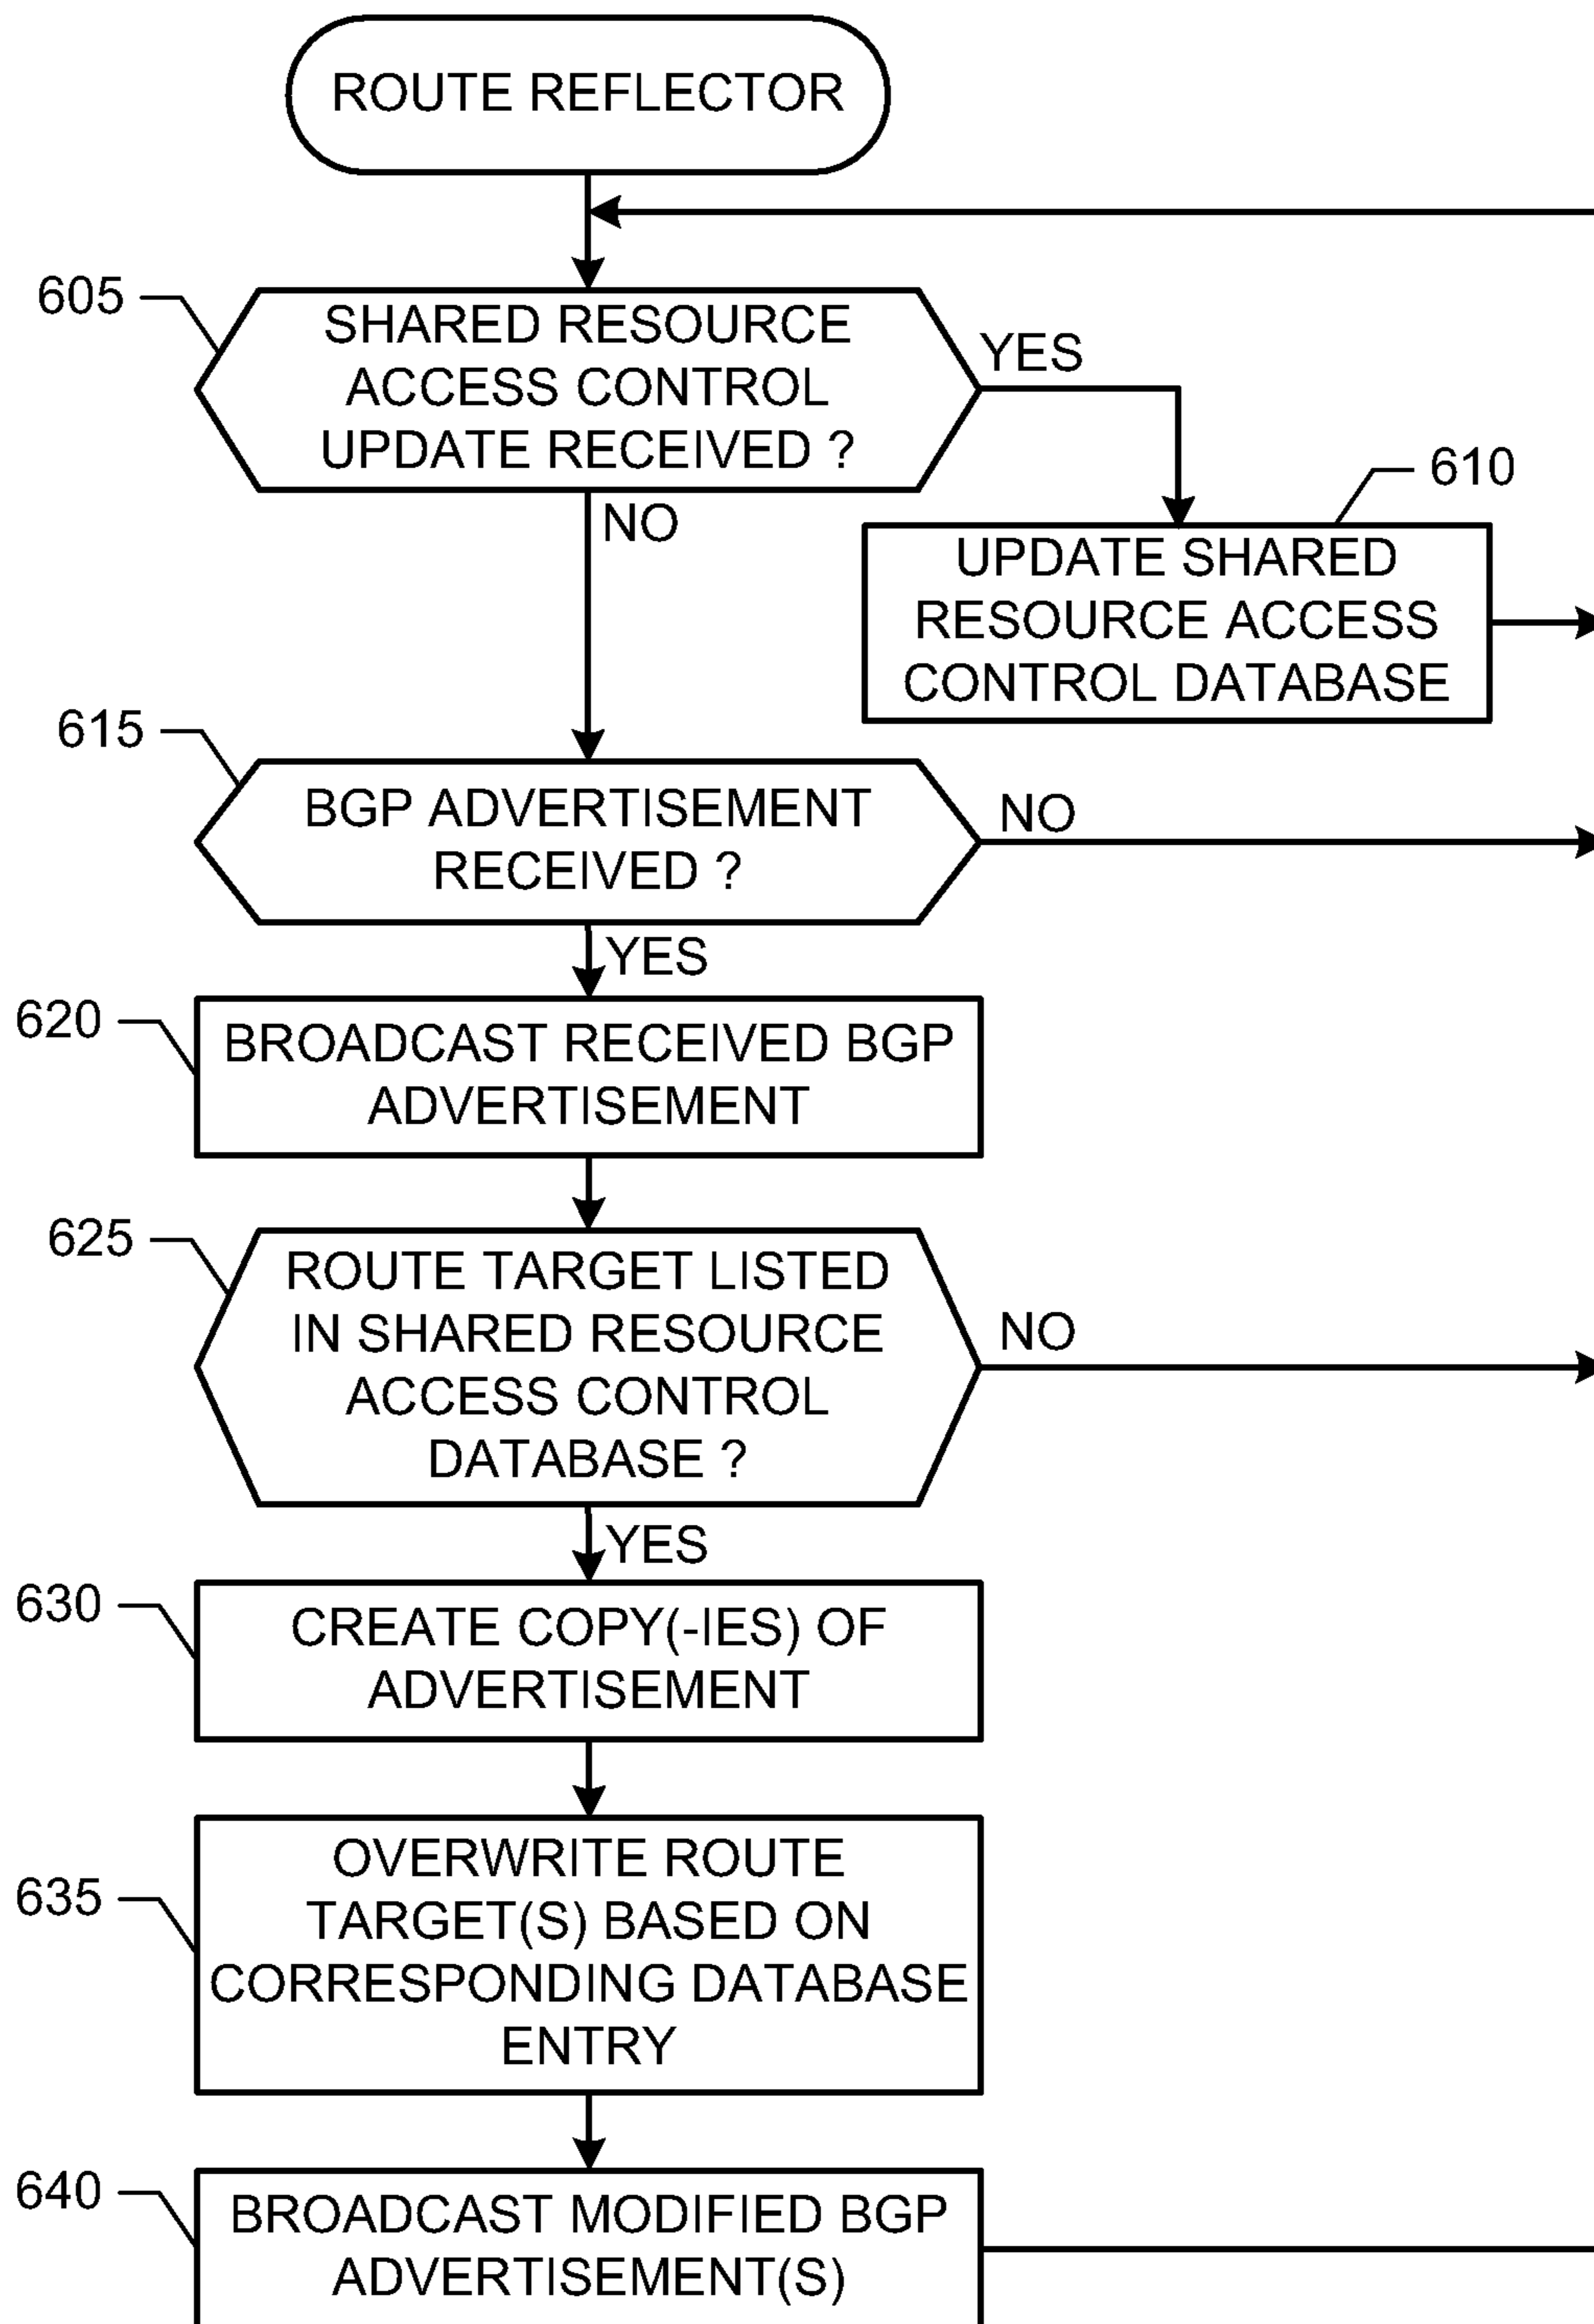 ROUTE REFLECTOR
605
SHARED RESOURCE
ACCESS CONTROL
UPDATE RECEIVED ?
YES
NO
610
UPDATE SHARED
RESOURCE ACCESS
CONTROL DATABASE
615
BGP ADVERTISEMENT
RECEIVED ?
NO
YES
620
BROADCAST RECEIVED BGP
ADVERTISEMENT
625
ROUTE TARGET LISTED
IN SHARED RESOURCE
ACCESS CONTROL
DATABASE ?
NO
YES
630
CREATE COPY(-IES) OF
ADVERTISEMENT
635
OVERWRITE ROUTE
TARGET(S) BASED ON
CORRESPONDING DATABASE
ENTRY
640
BROADCAST MODIFIED BGP
ADVERTISEMENT(S)